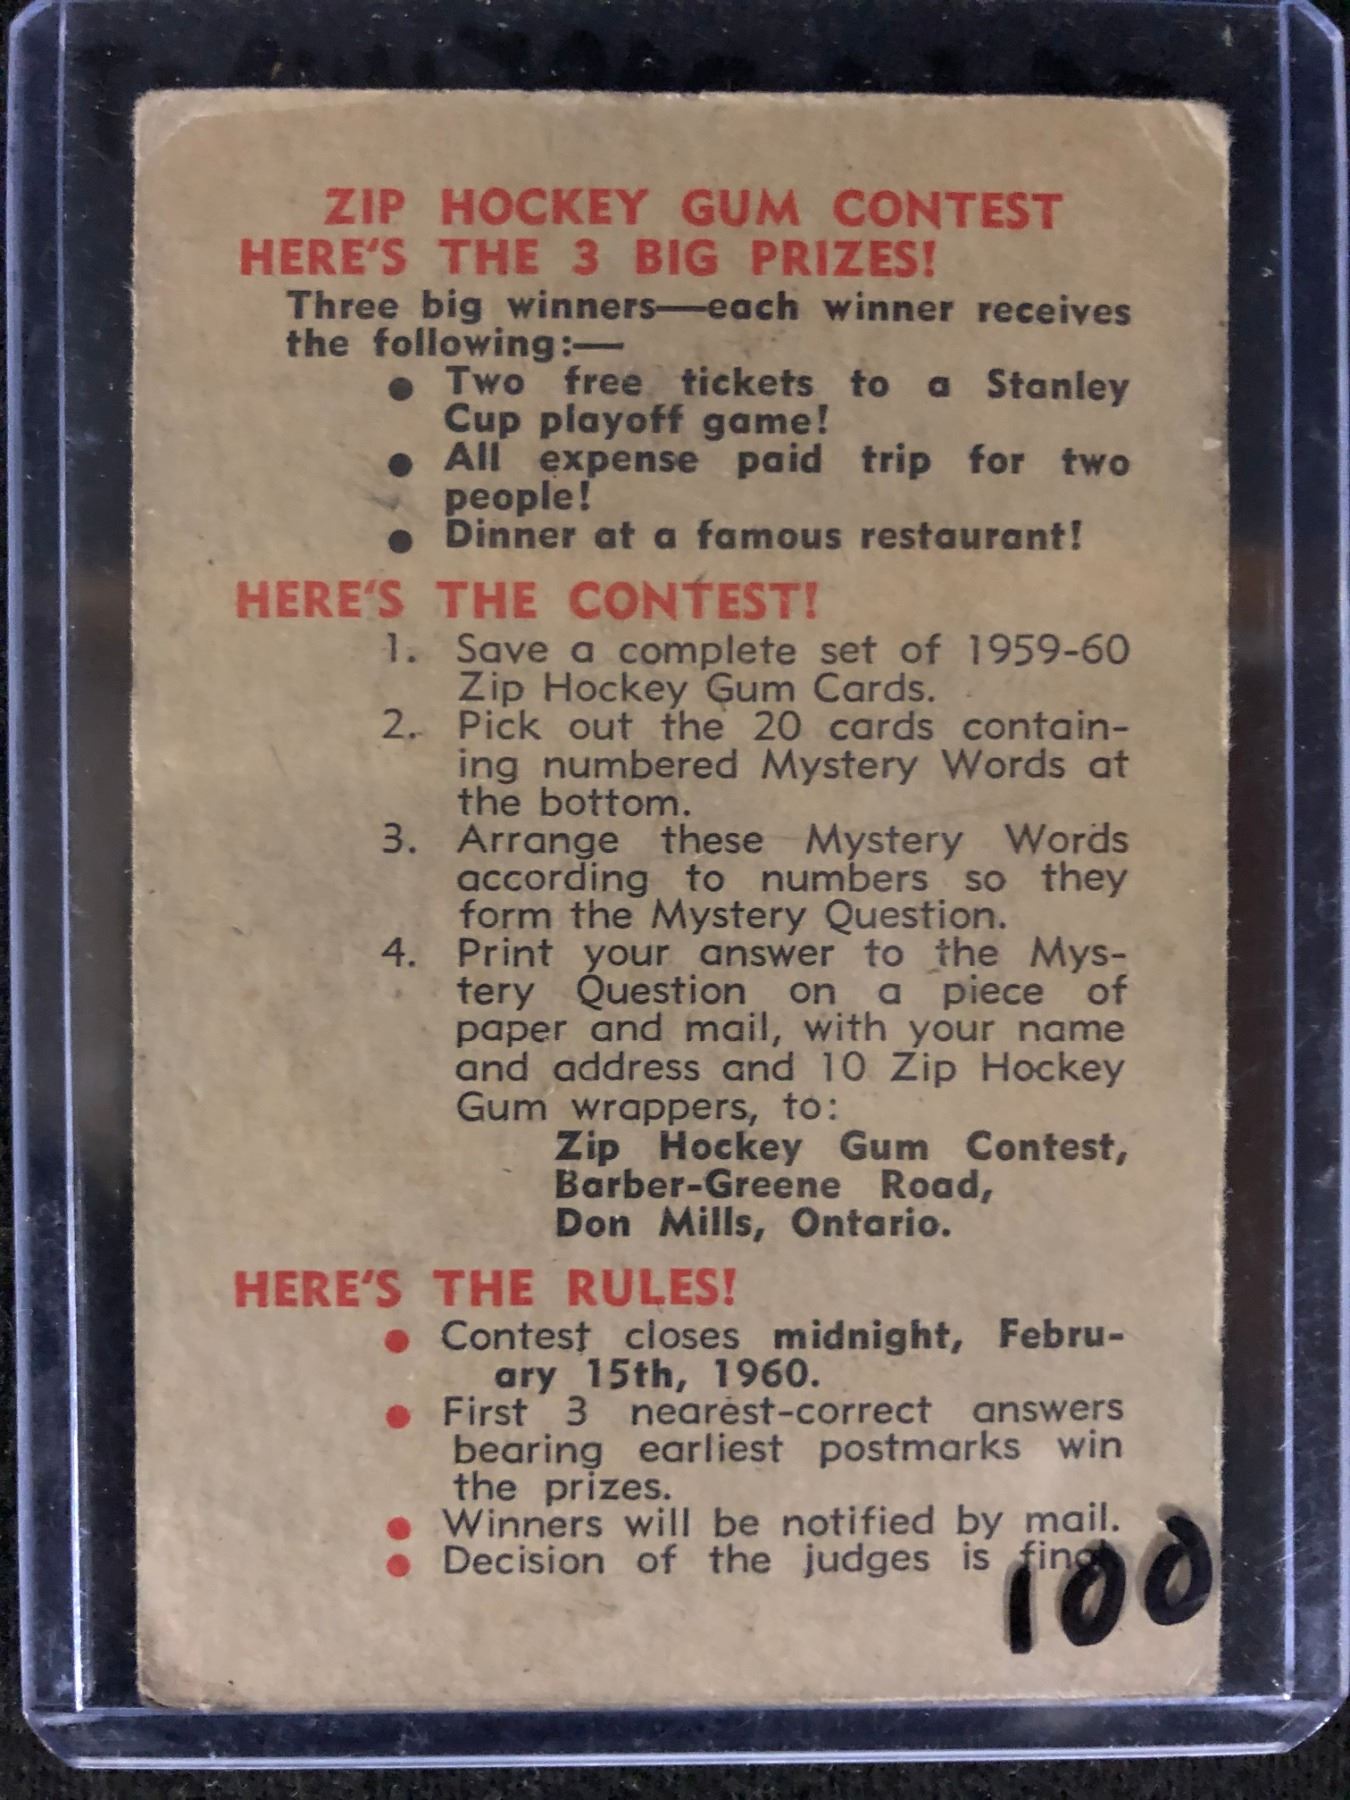 ZIP HOCKEY GUM CONTEST
HERE'S THE 3 BIG PRIZES!
Three big winners—each winner receives
the following:—
● Two free tickets to a Stanley
Cup playoff game!
● All expense paid trip for two
people!
● Dinner at a famous restaurant!
HERE'S THE CONTEST!
1. Save a complete set of 1959-60
Zip Hockey Gum Cards.
2. Pick out the 20 cards contain-
ing numbered Mystery Words at
the bottom.
3. Arrange these Mystery Words
according to numbers so they
form the Mystery Question.
4. Print your answer to the Mys-
tery Question on a piece of
paper and mail, with your name
and address and 10 Zip Hockey
Gum wrappers, to:
Zip Hockey Gum Contest,
Barber-Greene Road,
Don Mills, Ontario.
HERE'S THE RULES!
● Contest closes midnight, Febru-
ary 15th, 1960.
● First 3 nearest-correct answers
bearing earliest postmarks win
the prizes.
● Winners will be notified by mail.
● Decision of the judges is final
100